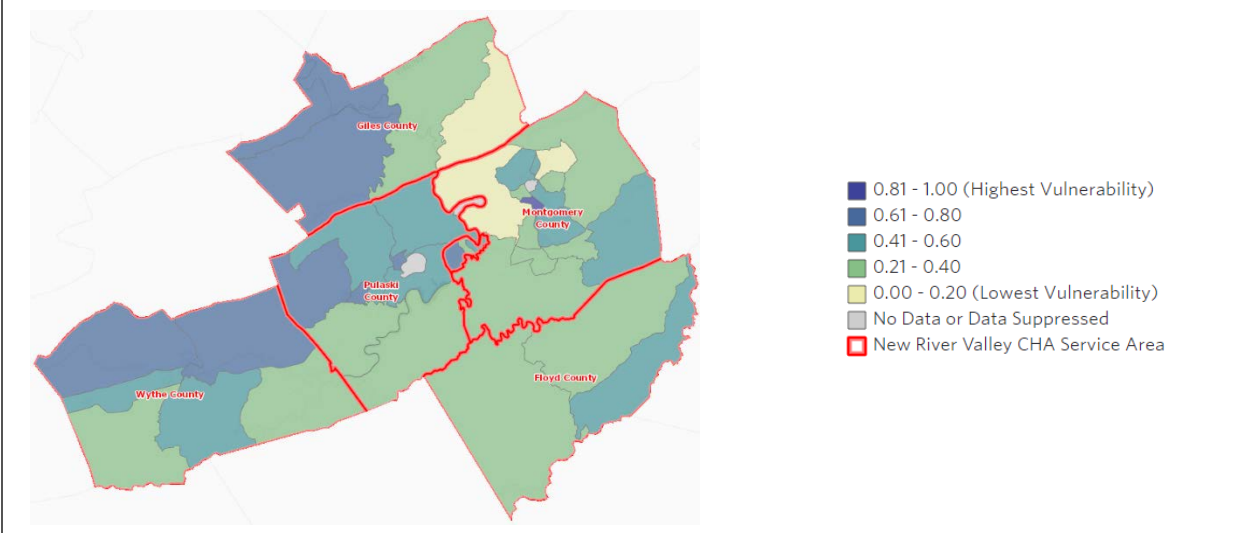 Giles County
Montgomery
County
Pulaski
County
Floyd County
Wythe County
0.81 - 1.00 (Highest Vulnerability)
0.61 - 0.80
0.41 - 0.60
0.21 - 0.40
0.00 - 0.20 (Lowest Vulnerability)
No Data or Data Suppressed
New River Valley CHA Service Area